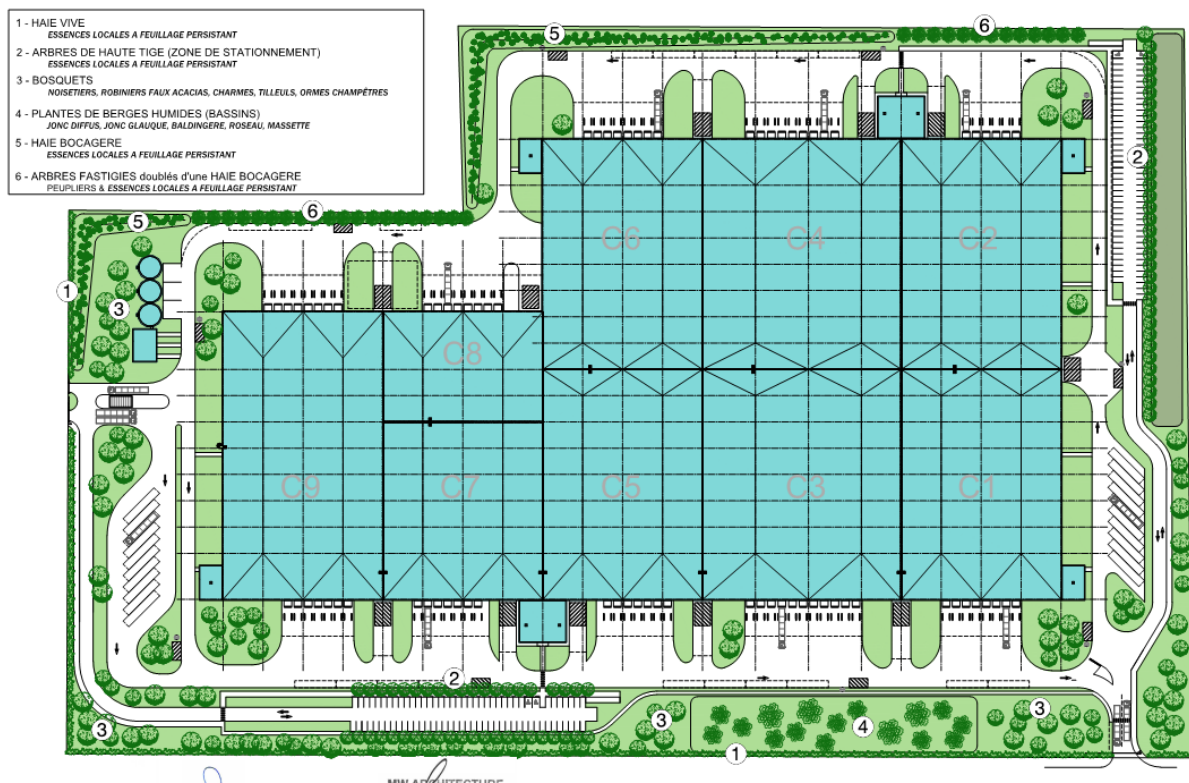 1 - HAIE VIVE
ESSENCES LOCALES A FEUILLAGE PERSISTANT
2 - ARBRES DE HAUTE TIGE (ZONE DE STATIONNEMENT)
ESSENCES LOCALES A FEUILLAGE PERSISTANT
3 - BOSQUETS
NOISETIERS, ROBINIERS FAUX ACACIAS, CHARMES, TILLEULS, ORMES CHAMPÊTRES
4 - PLANTES DE BERGES HUMIDES (BASSINS)
JONC DIFFUS, JONC GLAUQUE, BALDINGERE, ROSEAU, MASSETTE
5 - HAIE BOCAGERE
ESSENCES LOCALES A FEUILLAGE PERSISTANT
6 - ARBRES FASTIGIES doublés d'une HAIE BOCAGERE
PEUPLIERS & ESSENCES LOCALES A FEUILLAGE PERSISTANT
5
6
2
5
6
1
3
C6
C4
C2
C8
C9
C7
C5
C3
C1
2
3
3
4
3
1
MW ARCHITECTURE